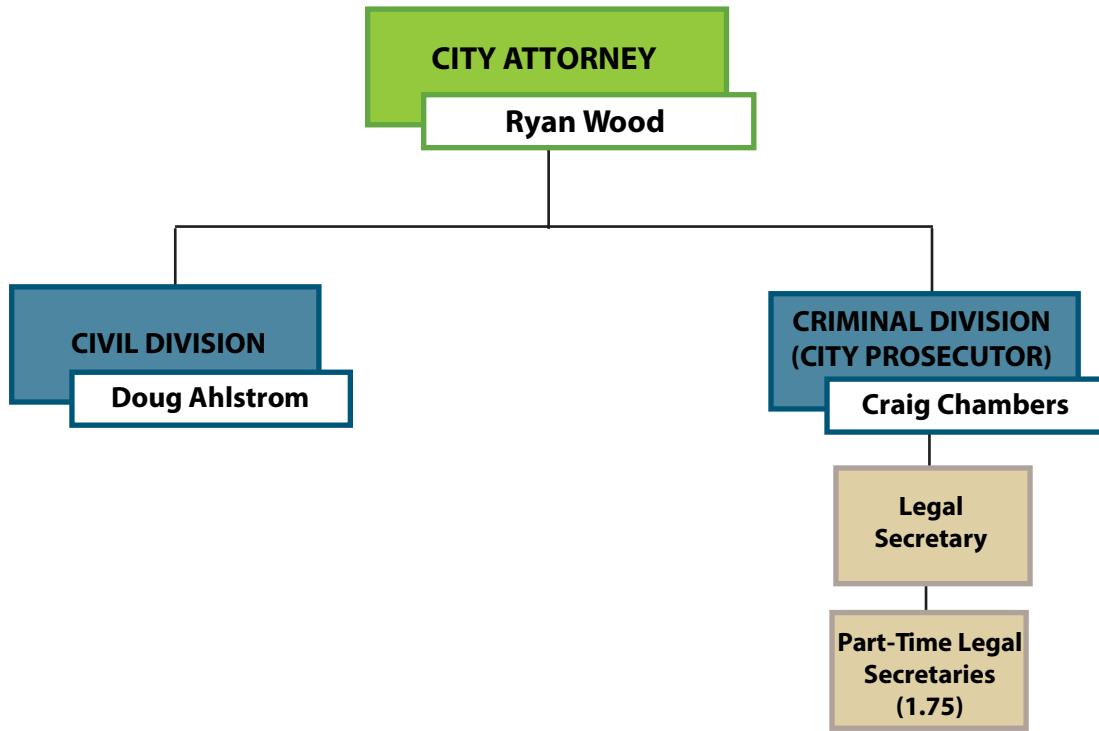 CITY ATTORNEY
Ryan Wood
CIVIL DIVISION
Doug Ahlstrom
CRIMINAL DIVISION
(CITY PROSECUTOR)
Craig Chambers
Legal
Secretary
Part-Time Legal
Secretaries
(1.75)